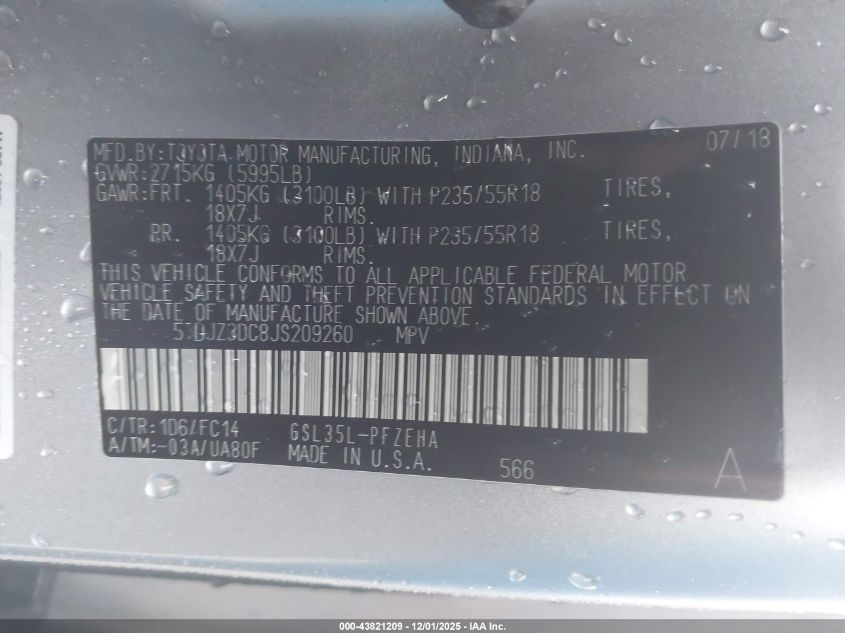 MFD.BY:TOYOTA MOTOR MANUFACTURING, INDIANA, INC. 07/18
GVWR:2715KG (5995LB)
GAWR:FRT. 1405KG (3100LB) WITH P235/55R18 TIRES,
18X7J RIMS.
RR. 1405KG (3100LB) WITH P235/55R18 TIRES,
18X7J RIMS.
THIS VEHICLE CONFORMS TO ALL APPLICABLE FEDERAL MOTOR
VEHICLE SAFETY AND THEFT PREVENTION STANDARDS IN EFFECT ON
THE DATE OF MANUFACTURE SHOWN ABOVE.
MPV
C/TR:1D6/FC14 GSL35L-PFZEHA
A/TM:-03A/UA80F MADE IN U.S.A. 566 A
000-43821209 - 12/01/2025 - IAA Inc.